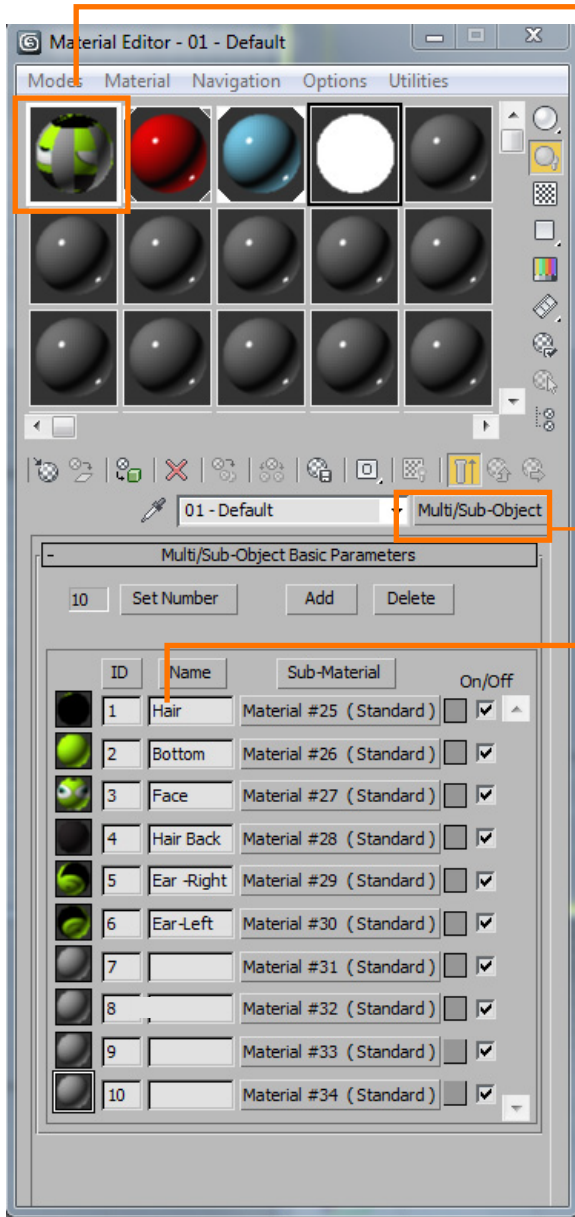 Material Editor - 01 - Default
Modes Material Navigation Options Utilities
01 - Default Multi/Sub-Object
- Multi/Sub-Object Basic Parameters
10 Set Number Add Delete
ID Name Sub-Material On/Off
1 Hair Material #25 ( Standard )
2 Bottom Material #26 ( Standard )
3 Face Material #27 ( Standard )
4 Hair Back Material #28 ( Standard )
5 Ear -Right Material #29 ( Standard )
6 Ear-Left Material #30 ( Standard )
7 Material #31 ( Standard )
8 Material #32 ( Standard )
9 Material #33 ( Standard )
10 Material #34 ( Standard )